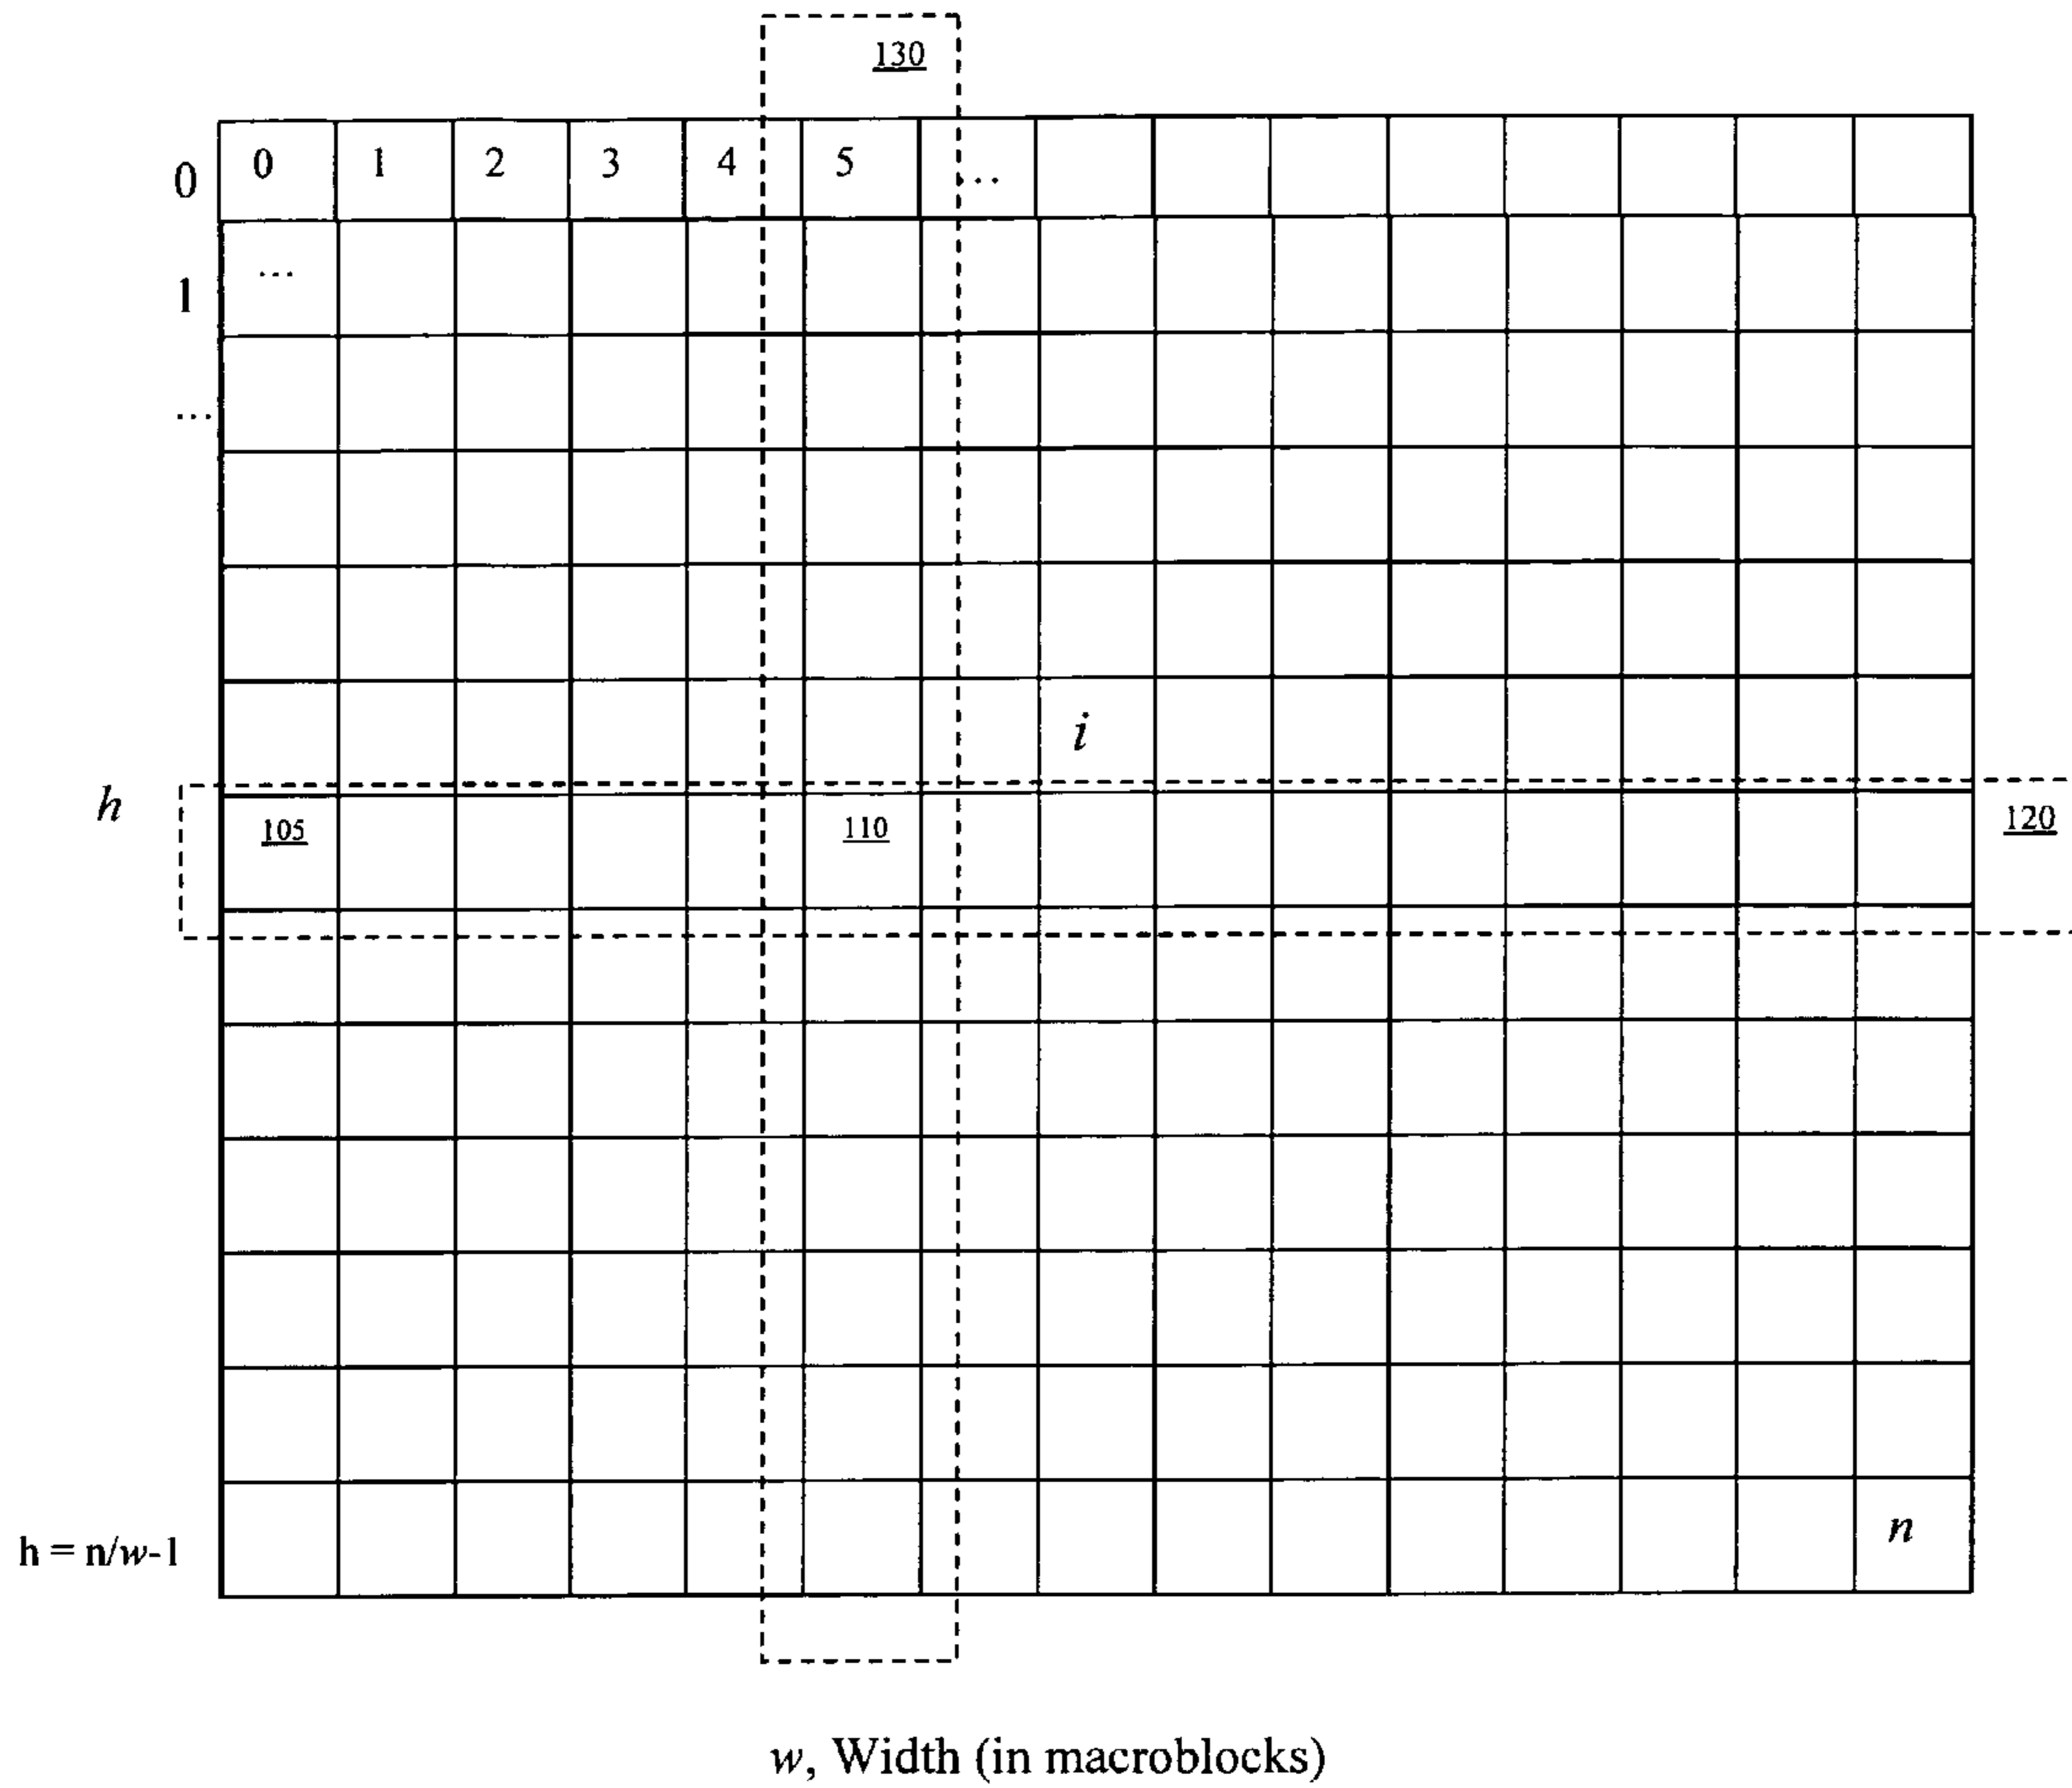 130
0 0 1 2 3 4 5 ...
1 ...
...
i
h 105 110 120
h = n/w-1 n
w, Width (in macroblocks)